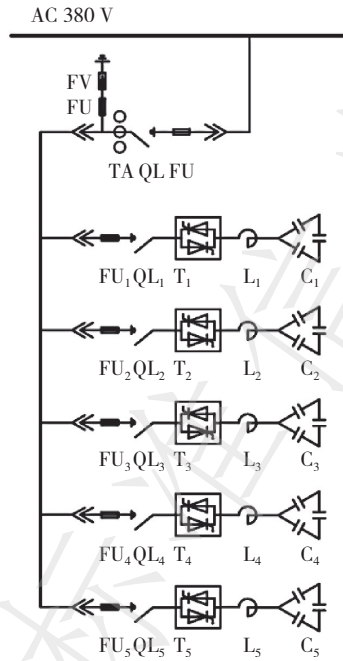 AC 380 V
FV
FU
TA QL FU
FU₁ QL₁ T₁ L₁ C₁
FU₂ QL₂ T₂ L₂ C₂
FU₃ QL₃ T₃ L₃ C₃
FU₄ QL₄ T₄ L₄ C₄
FU₅ QL₅ T₅ L₅ C₅